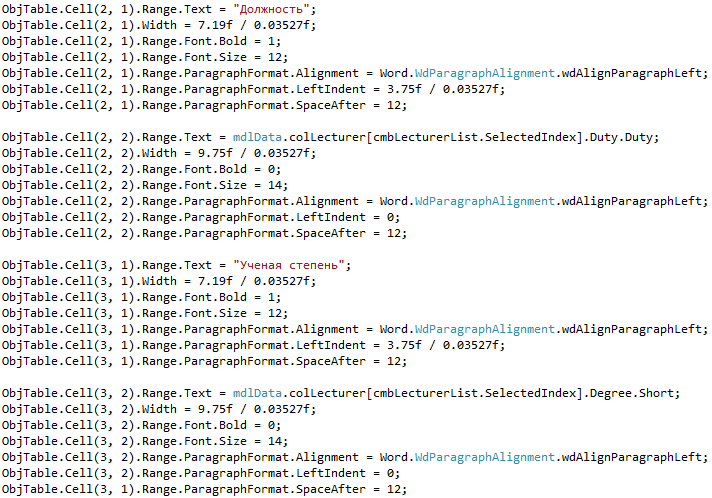 ObjTable.Cell(2, 1).Range.Text = "Должность";
ObjTable.Cell(2, 1).Width = 7.19f / 0.03527f;
ObjTable.Cell(2, 1).Range.Font.Bold = 1;
ObjTable.Cell(2, 1).Range.Font.Size = 12;
ObjTable.Cell(2, 1).Range.ParagraphFormat.Alignment = Word.WdParagraphAlignment.wdAlignParagraphLeft;
ObjTable.Cell(2, 1).Range.ParagraphFormat.LeftIndent = 3.75f / 0.03527f;
ObjTable.Cell(2, 1).Range.ParagraphFormat.SpaceAfter = 12;

ObjTable.Cell(2, 2).Range.Text = mdlData.colLecturer[cmbLecturerList.SelectedIndex].Duty.Duty;
ObjTable.Cell(2, 2).Width = 9.75f / 0.03527f;
ObjTable.Cell(2, 2).Range.Font.Bold = 0;
ObjTable.Cell(2, 2).Range.Font.Size = 14;
ObjTable.Cell(2, 2).Range.ParagraphFormat.Alignment = Word.WdParagraphAlignment.wdAlignParagraphLeft;
ObjTable.Cell(2, 2).Range.ParagraphFormat.LeftIndent = 0;
ObjTable.Cell(2, 2).Range.ParagraphFormat.SpaceAfter = 12;

ObjTable.Cell(3, 1).Range.Text = "Ученая степень";
ObjTable.Cell(3, 1).Width = 7.19f / 0.03527f;
ObjTable.Cell(3, 1).Range.Font.Bold = 1;
ObjTable.Cell(3, 1).Range.Font.Size = 12;
ObjTable.Cell(3, 1).Range.ParagraphFormat.Alignment = Word.WdParagraphAlignment.wdAlignParagraphLeft;
ObjTable.Cell(3, 1).Range.ParagraphFormat.LeftIndent = 3.75f / 0.03527f;
ObjTable.Cell(3, 1).Range.ParagraphFormat.SpaceAfter = 12;

ObjTable.Cell(3, 2).Range.Text = mdlData.colLecturer[cmbLecturerList.SelectedIndex].Degree.Short;
ObjTable.Cell(3, 2).Width = 9.75f / 0.03527f;
ObjTable.Cell(3, 2).Range.Font.Bold = 0;
ObjTable.Cell(3, 2).Range.Font.Size = 14;
ObjTable.Cell(3, 2).Range.ParagraphFormat.Alignment = Word.WdParagraphAlignment.wdAlignParagraphLeft;
ObjTable.Cell(3, 2).Range.ParagraphFormat.LeftIndent = 0;
ObjTable.Cell(3, 1).Range.ParagraphFormat.SpaceAfter = 12;